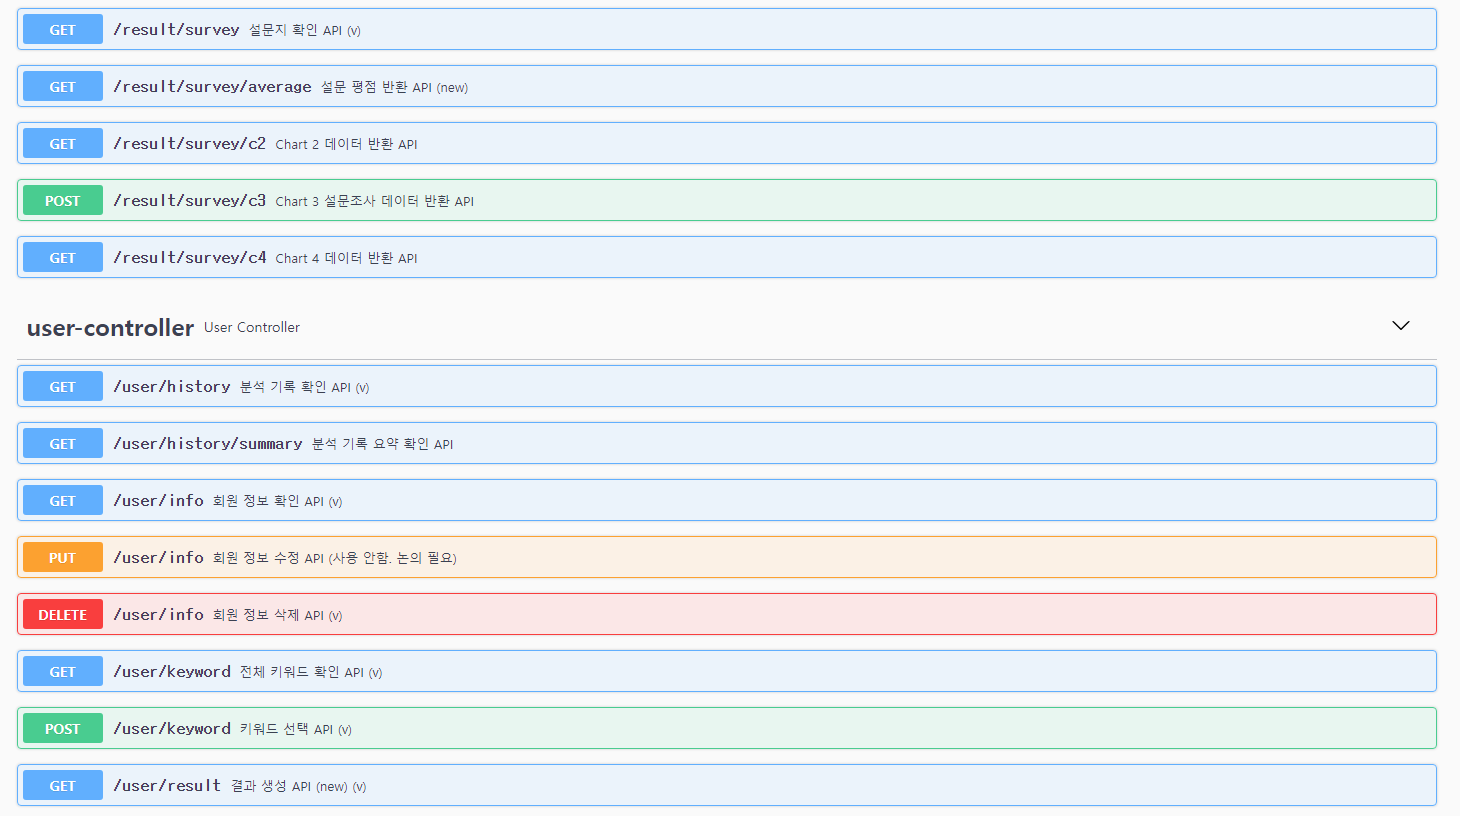 GET /result/survey 설문지 확인 API (v)
GET /result/survey/average 설문 평점 반환 API (new)
GET /result/survey/c2 Chart 2 데이터 반환 API
POST /result/survey/c3 Chart 3 설문조사 데이터 반환 API
GET /result/survey/c4 Chart 4 데이터 반환 API
user-controller User Controller
GET /user/history 분석 기록 확인 API (v)
GET /user/history/summary 분석 기록 요약 확인 API
GET /user/info 회원 정보 확인 API (v)
PUT /user/info 회원 정보 수정 API (사용 안함. 논의 필요)
DELETE /user/info 회원 정보 삭제 API (v)
GET /user/keyword 전체 키워드 확인 API (v)
POST /user/keyword 키워드 선택 API (v)
GET /user/result 결과 생성 API (new) (v)